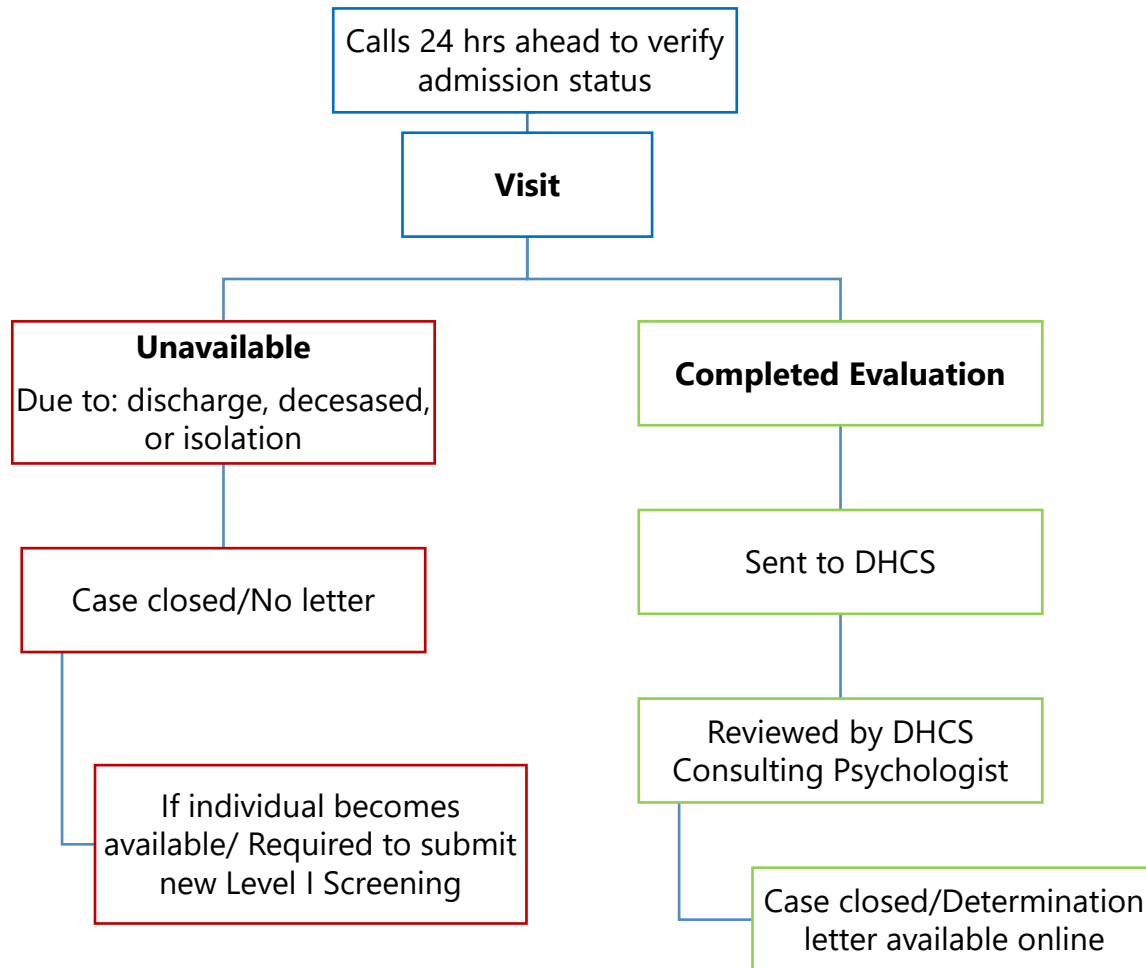 Calls 24 hrs ahead to verify
admission status
Visit
Unavailable
Due to: discharge, decesased,
or isolation
Case closed/No letter
If individual becomes
available/ Required to submit
new Level I Screening
Completed Evaluation
Sent to DHCS
Reviewed by DHCS
Consulting Psychologist
Case closed/Determination
letter available online